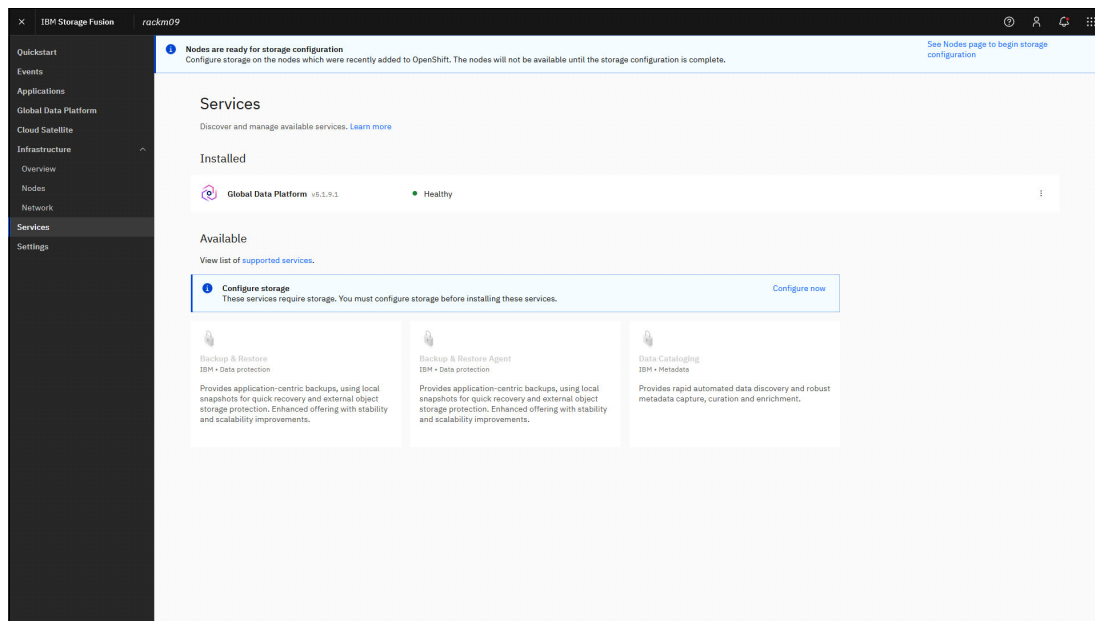 IBM Storage Fusion
rackm09
Quickstart
Events
Applications
Global Data Platform
Cloud Satellite
Infrastructure
Overview
Nodes
Network
Services
Settings
Nodes are ready for storage configuration
Configure storage on the nodes which were recently added to OpenShift. The nodes will not be available until the storage configuration is complete.
See Nodes page to begin storage
configuration
Services
Discover and manage available services. Learn more
Installed
Global Data Platform v5.1.9.1
Healthy
Available
View list of supported services.
Configure storage
These services require storage. You must configure storage before installing these services.
Configure now
Backup & Restore
IBM • Data protection
Provides application-centric backups, using local
snapshots for quick recovery and external object
storage protection. Enhanced offering with stability
and scalability improvements.
Backup & Restore Agent
IBM • Data protection
Provides application-centric backups, using local
snapshots for quick recovery and external object
storage protection. Enhanced offering with stability
and scalability improvements.
Data Cataloging
IBM • Metadata
Provides rapid automated data discovery and robust
metadata capture, curation and enrichment.